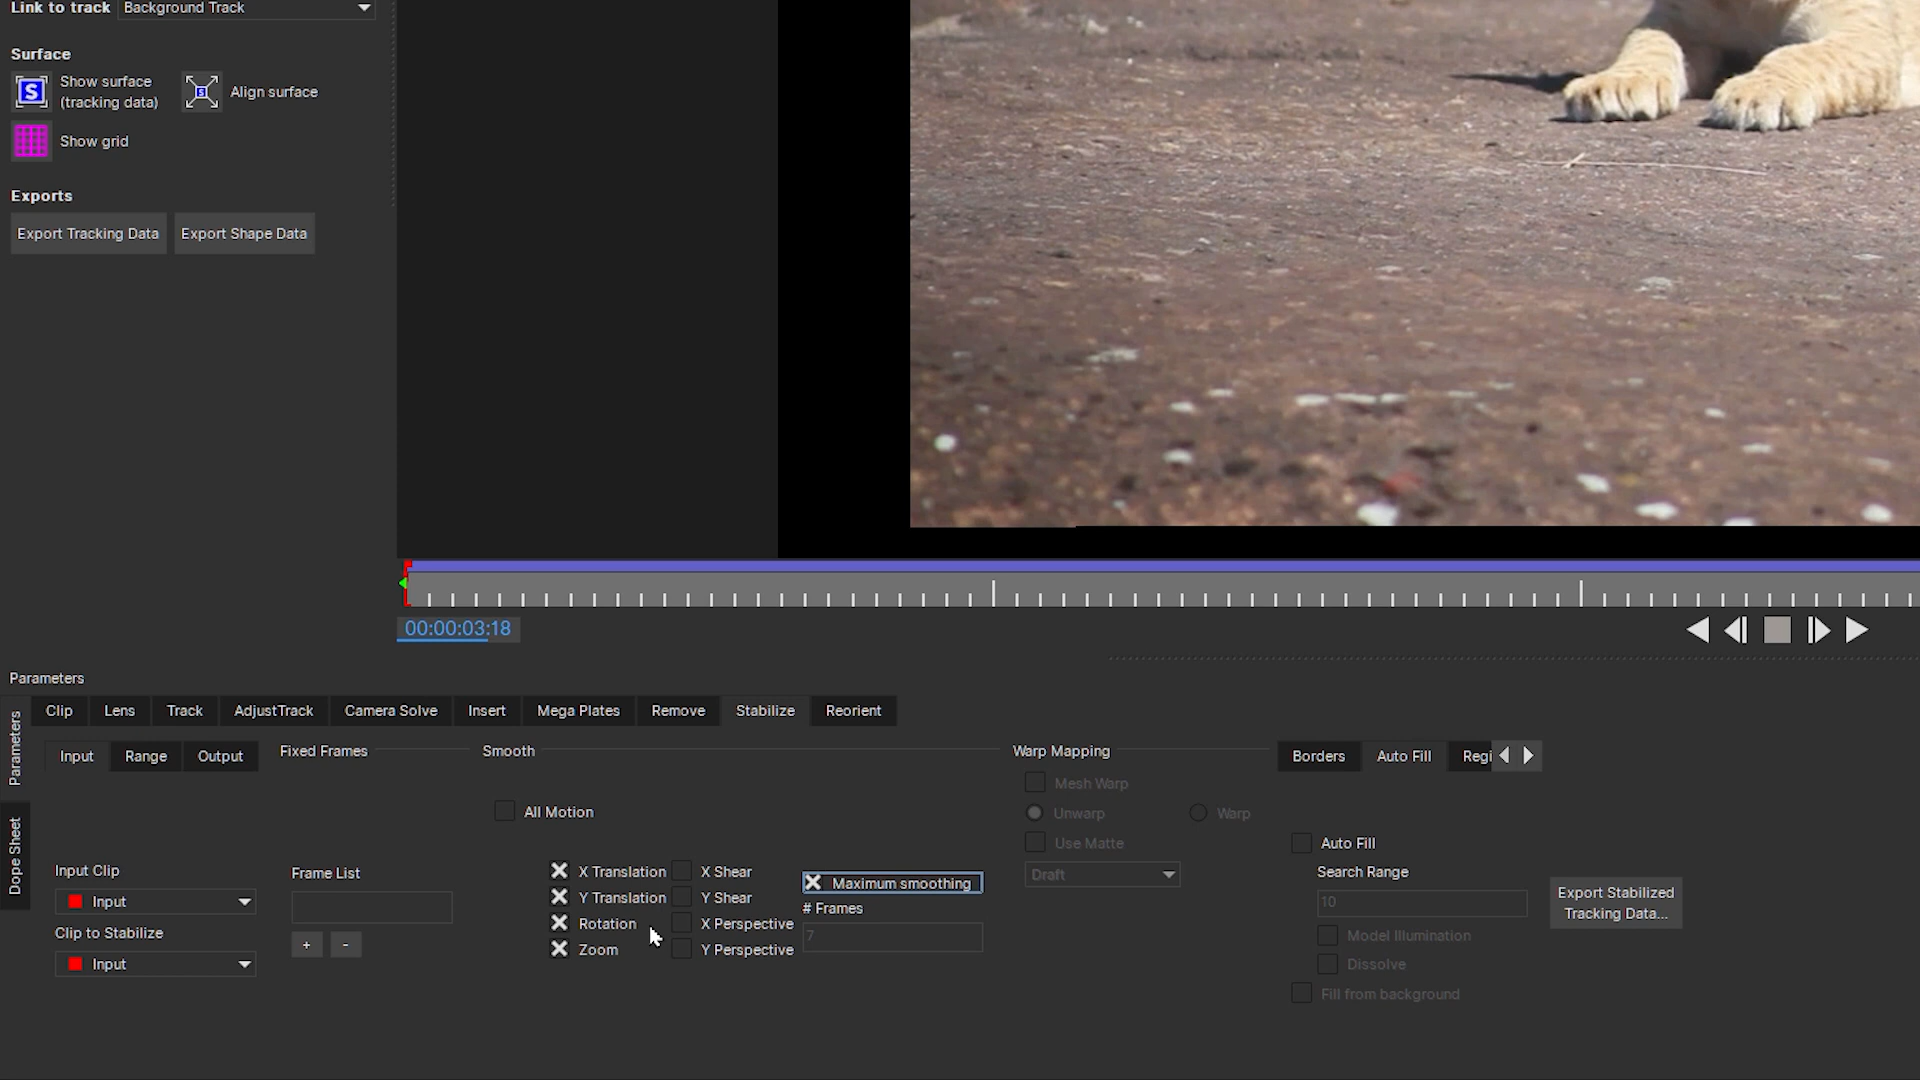 Link to track Background Track
Surface
Show surface
(tracking data)
S
S
Align surface
Show grid
Exports
Export Tracking Data
Export Shape Data
00:00:03:18
Parameters
Parameters
Dope Sheet
Clip
Lens
Track
AdjustTrack
Camera Solve
Insert
Mega Plates
Remove
Stabilize
Reorient
Input
Range
Output
Fixed Frames
Smooth
Warp Mapping
Borders
Auto Fill
Regi
Input Clip
Input
Clip to Stabilize
Input
Frame List
+
-
All Motion
X Translation
X Shear
Y Translation
Y Shear
Rotation
X Perspective
Zoom
Y Perspective
Maximum smoothing
# Frames
7
Mesh Warp
Unwarp
Warp
Use Matte
Draft
Auto Fill
Search Range
10
Model Illumination
Dissolve
Fill from background
Export Stabilized
Tracking Data...